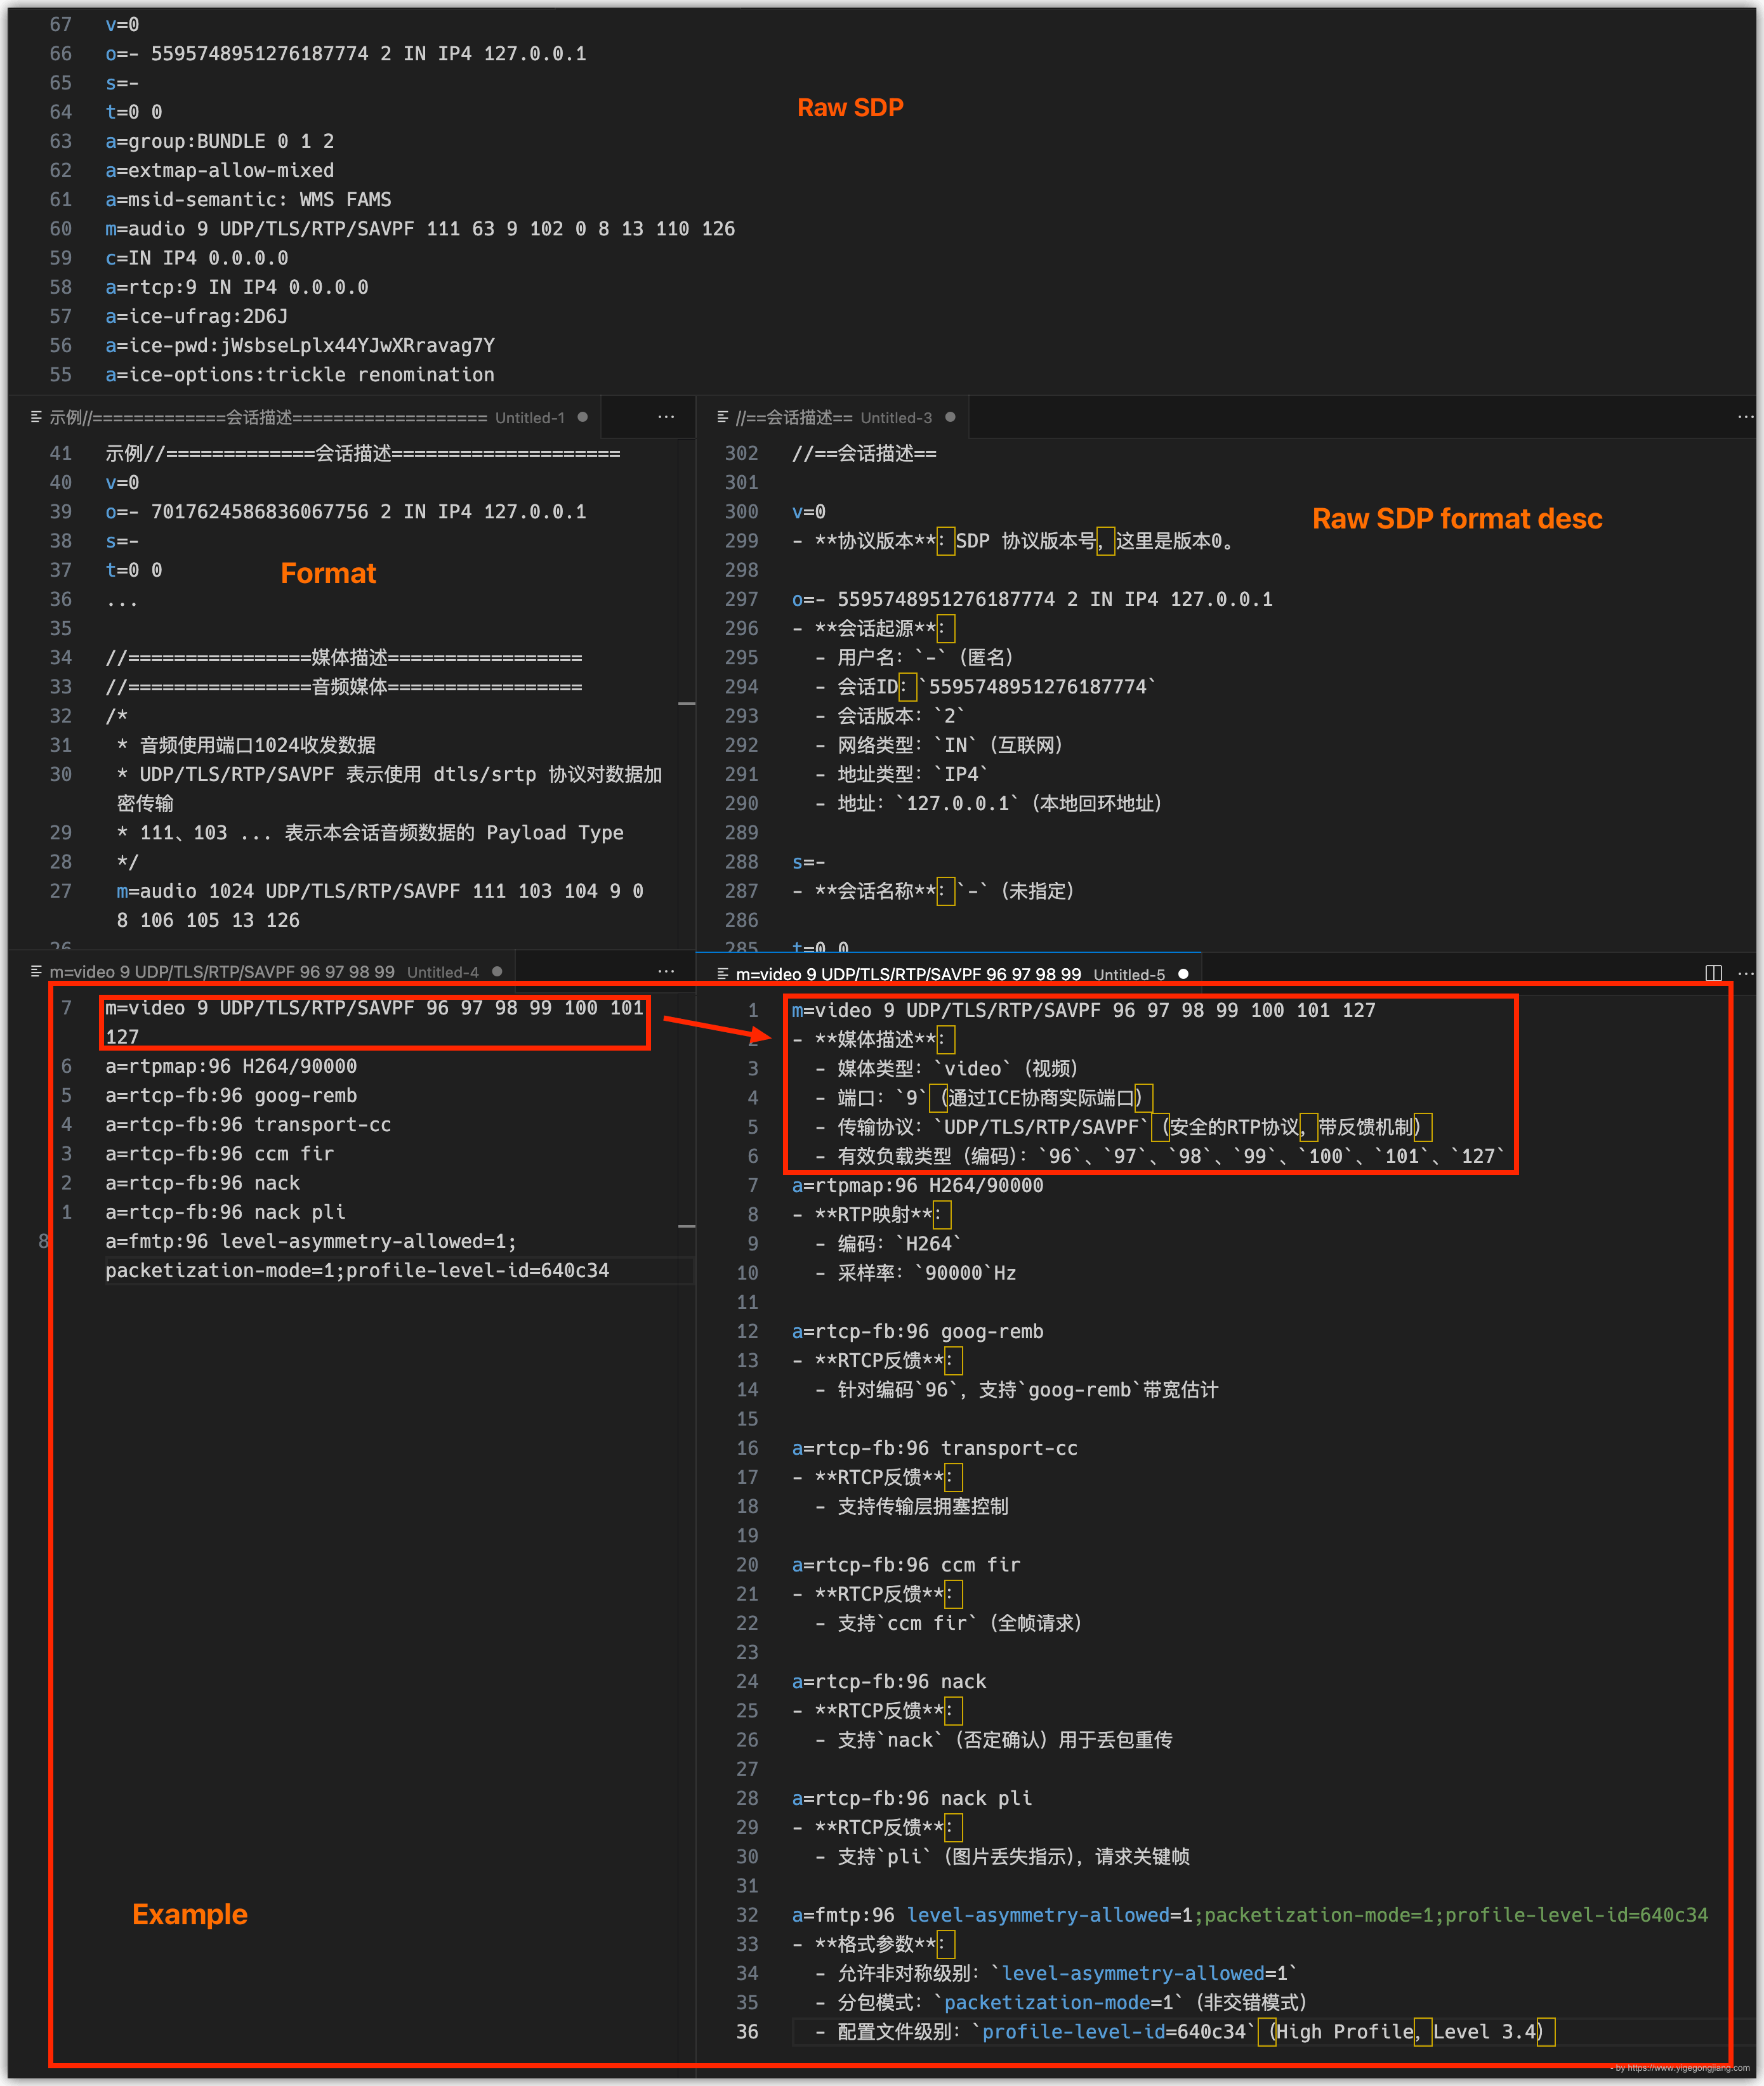 67 v=0
66 o=- 5595748951276187774 2 IN IP4 127.0.0.1
65 s=-
64 t=0 0
Raw SDP
63 a=group:BUNDLE 0 1 2
62 a=extmap-allow-mixed
61 a=msid-semantic: WMS FAMS
60 m=audio 9 UDP/TLS/RTP/SAVPF 111 63 9 102 0 8 13 110 126
59 c=IN IP4 0.0.0.0
58 a=rtcp:9 IN IP4 0.0.0.0
57 a=ice-ufrag:2D6J
56 a=ice-pwd:jWsbseLplx44YJwXRravag7Y
55 a=ice-options:trickle renomination
示例//=============会话描述=================== Untitled-1
41 示例//=============会话描述====================
40 v=0
39 o=- 7017624586836067756 2 IN IP4 127.0.0.1
38 s=-
37 t=0 0
Format
36 ...
35
34 //================媒体描述=================
33 //================音频媒体=================
32 /*
31 * 音频使用端口1024收发数据
30 * UDP/TLS/RTP/SAVPF 表示使用 dtls/srtp 协议对数据加
密传输
29 * 111、103 ... 表示本会话音频数据的 Payload Type
28 */
27 m=audio 1024 UDP/TLS/RTP/SAVPF 111 103 104 9 0
8 106 105 13 126
26
//==会话描述== Untitled-3
302 //==会话描述==
301
300 v=0
Raw SDP format desc
299 - **协议版本**：SDP 协议版本号，这里是版本0。
298
297 o=- 5595748951276187774 2 IN IP4 127.0.0.1
296 - **会话起源**：
295 - 用户名：`-`（匿名）
294 - 会话ID：`5595748951276187774`
293 - 会话版本：`2`
292 - 网络类型：`IN`（互联网）
291 - 地址类型：`IP4`
290 - 地址：`127.0.0.1`（本地回环地址）
289
288 s=-
287 - **会话名称**：`-`（未指定）
286
285 t=0 0
m=video 9 UDP/TLS/RTP/SAVPF 96 97 98 99 Untitled-4
7 m=video 9 UDP/TLS/RTP/SAVPF 96 97 98 99 100 101
127
6 a=rtpmap:96 H264/90000
5 a=rtcp-fb:96 goog-remb
4 a=rtcp-fb:96 transport-cc
3 a=rtcp-fb:96 ccm fir
2 a=rtcp-fb:96 nack
1 a=rtcp-fb:96 nack pli
8 a=fmtp:96 level-asymmetry-allowed=1;
packetization-mode=1;profile-level-id=640c34
Example
m=video 9 UDP/TLS/RTP/SAVPF 96 97 98 99 Untitled-5
1 m=video 9 UDP/TLS/RTP/SAVPF 96 97 98 99 100 101 127
2 - **媒体描述**：
3 - 媒体类型：`video`（视频）
4 - 端口：`9`（通过ICE协商实际端口）
5 - 传输协议：`UDP/TLS/RTP/SAVPF`（安全的RTP协议，带反馈机制）
6 - 有效负载类型（编码）：`96`、`97`、`98`、`99`、`100`、`101`、`127`
7 a=rtpmap:96 H264/90000
8 - **RTP映射**：
9 - 编码：`H264`
10 - 采样率：`90000`Hz
11
12 a=rtcp-fb:96 goog-remb
13 - **RTCP反馈**：
14 - 针对编码`96`，支持`goog-remb`带宽估计
15
16 a=rtcp-fb:96 transport-cc
17 - **RTCP反馈**：
18 - 支持传输层拥塞控制
19
20 a=rtcp-fb:96 ccm fir
21 - **RTCP反馈**：
22 - 支持`ccm fir`（全帧请求）
23
24 a=rtcp-fb:96 nack
25 - **RTCP反馈**：
26 - 支持`nack`（否定确认）用于丢包重传
27
28 a=rtcp-fb:96 nack pli
29 - **RTCP反馈**：
30 - 支持`pli`（图片丢失指示），请求关键帧
31
32 a=fmtp:96 level-asymmetry-allowed=1;packetization-mode=1;profile-level-id=640c34
33 - **格式参数**：
34 - 允许非对称级别：`level-asymmetry-allowed=1`
35 - 分包模式：`packetization-mode=1`（非交错模式）
36 - 配置文件级别：`profile-level-id=640c34`（High Profile，Level 3.4）
- by https://www.yigegongjiang.com